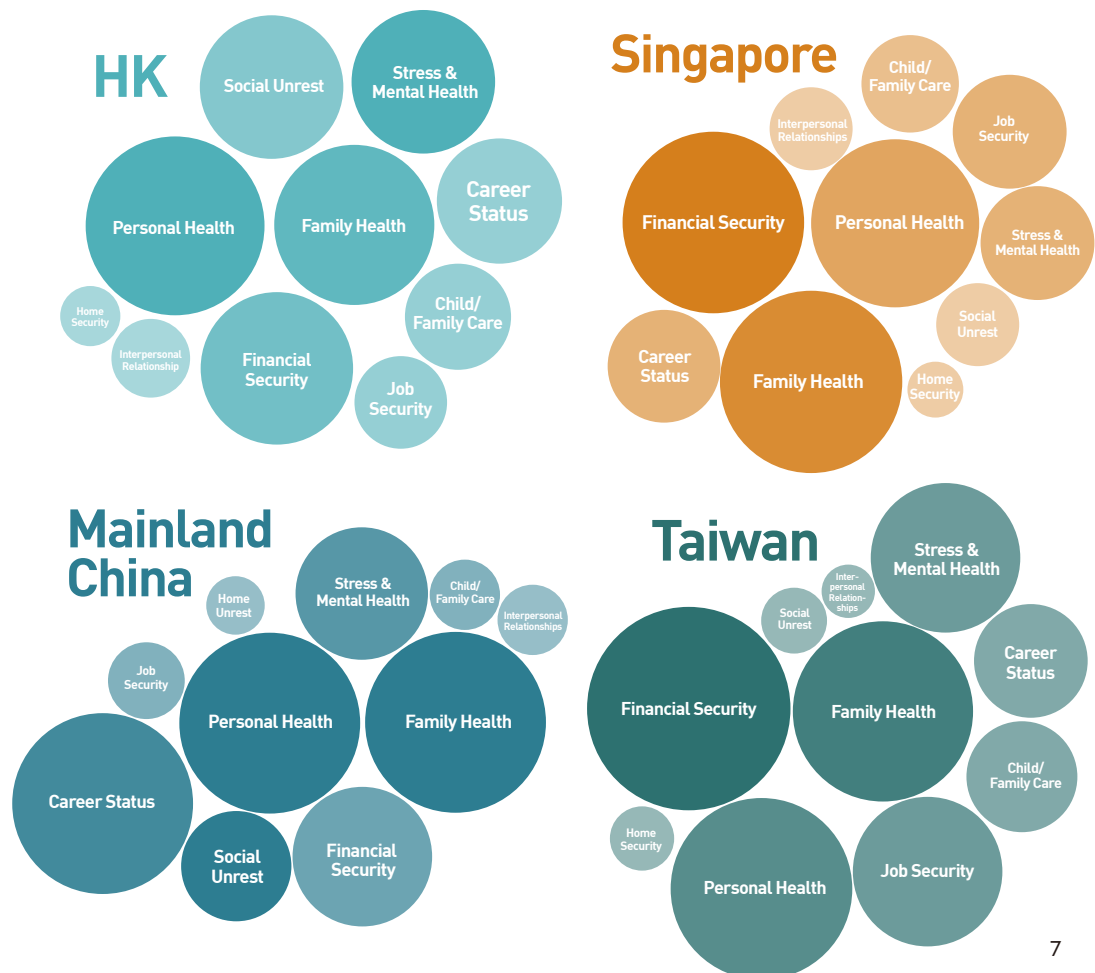 HK
Social Unrest
Stress &
Mental Health
Personal Health
Family Health
Career
Status
Home
Security
Interpersonal
Relationship
Financial
Security
Child/
Family Care
Job
Security
Singapore
Child/
Family Care
Interpersonal
Relationships
Job
Security
Financial Security
Personal Health
Stress &
Mental Health
Social
Unrest
Career
Status
Family Health
Home
Security
Mainland
China
Home
Unrest
Stress &
Mental Health
Child/
Family Care
Interpersonal
Relationships
Job
Security
Personal Health
Family Health
Career Status
Social
Unrest
Financial
Security
Taiwan
Stress &
Mental Health
Inter-
personal
Relation-
ships
Social
Unrest
Career
Status
Financial Security
Family Health
Child/
Family Care
Home
Security
Personal Health
Job Security
7